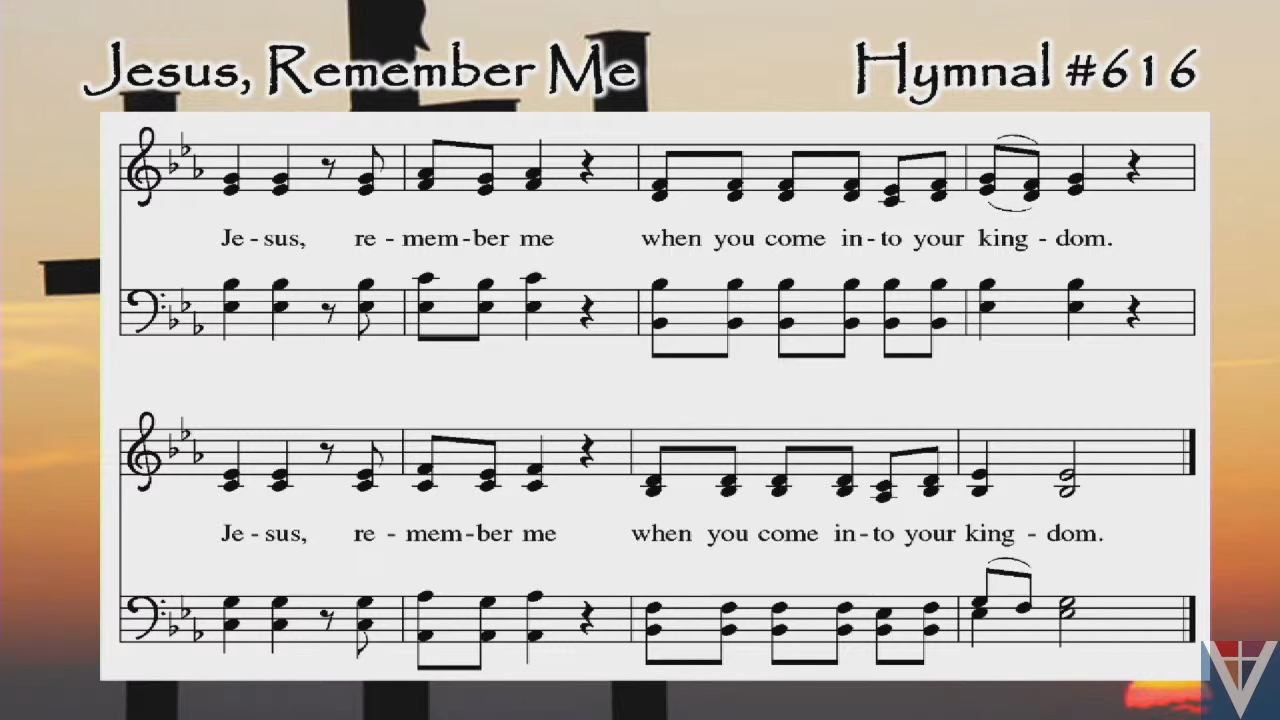 Jesus, Remember Me Hymnal #616
Je - sus, re - mem - ber me when you come in - to your king - dom.
Je - sus, re - mem - ber me when you come in - to your king - dom.